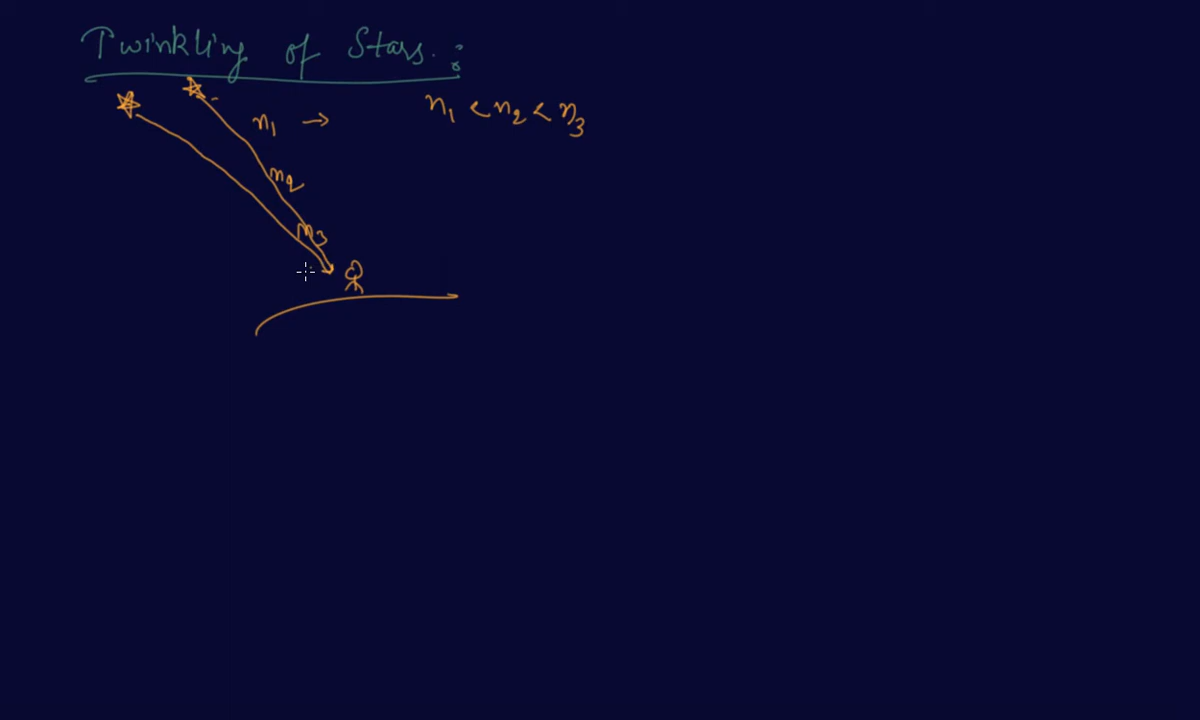 Twinkling of Stars :
n1 → n1 < n2 < n3
n2
n3